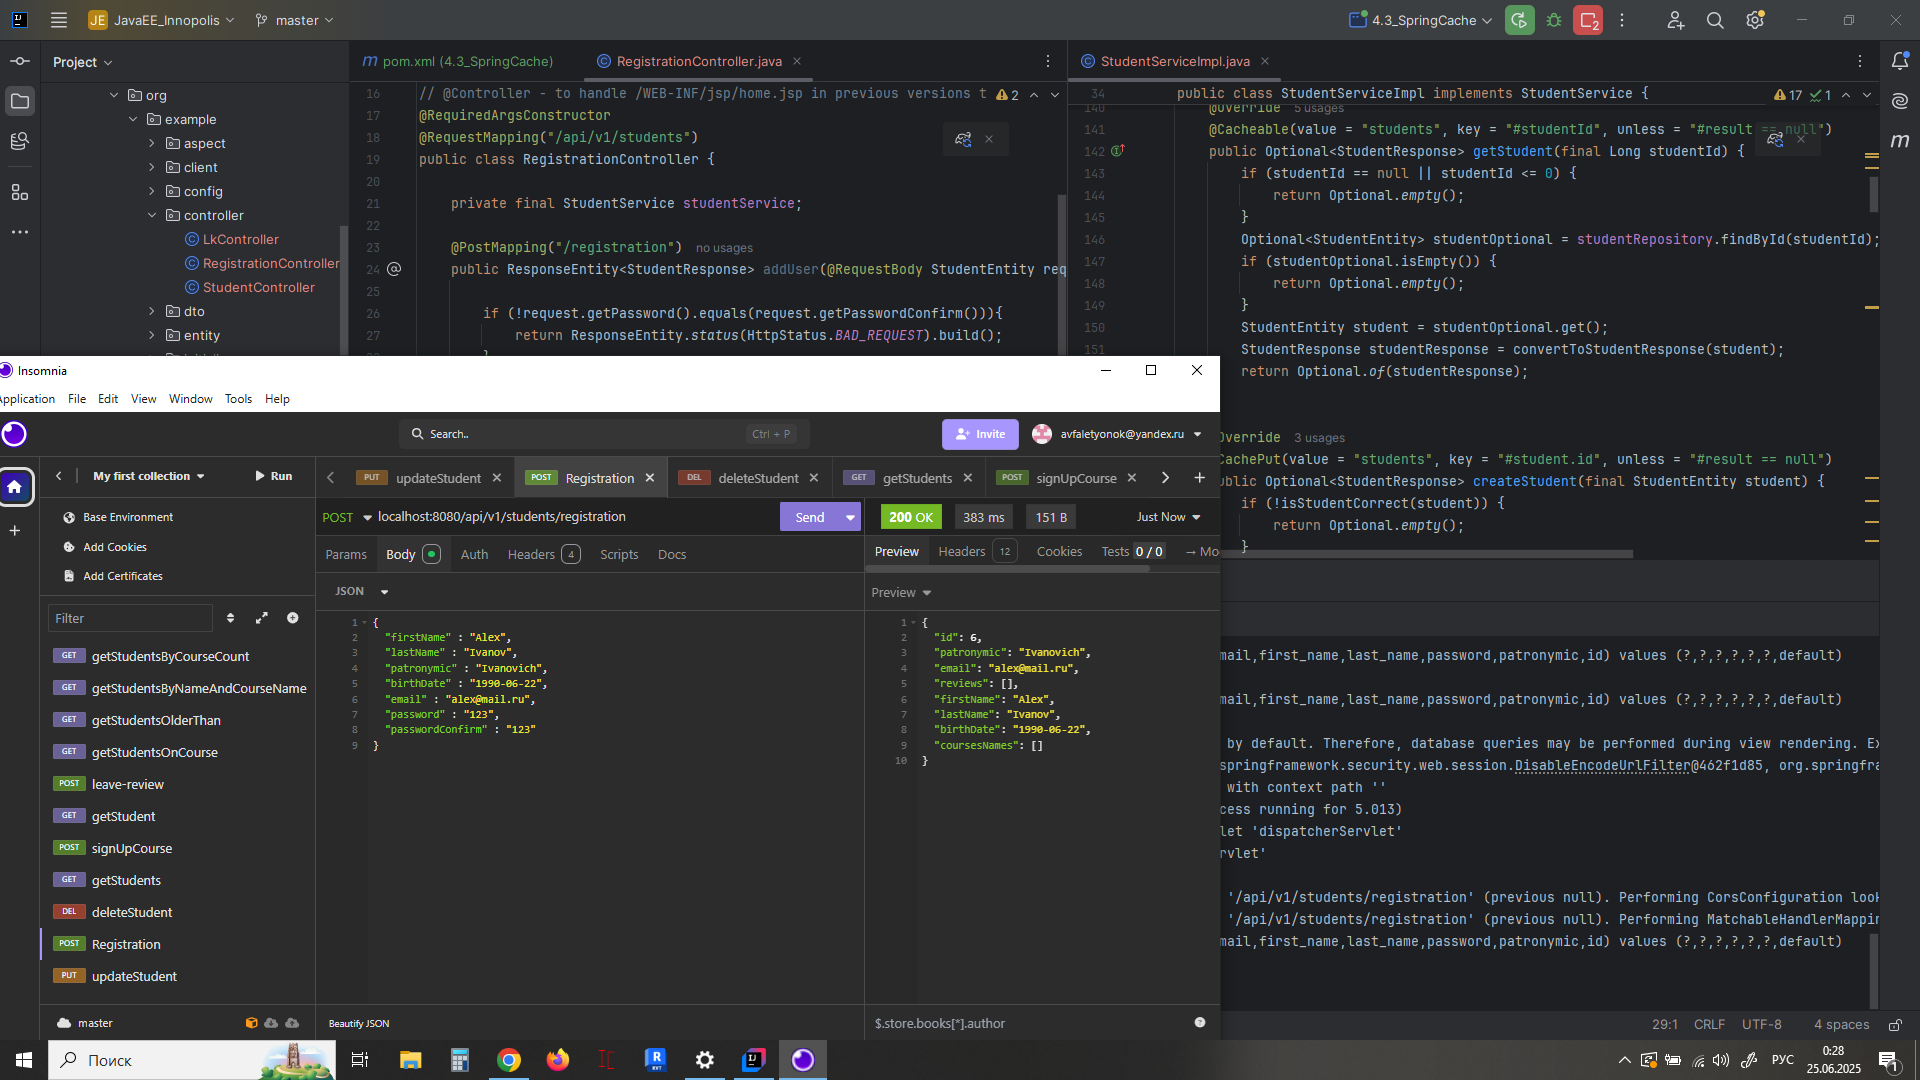 JE JavaEE_Innopolis master 4.3_SpringCache 2
Project
org
example
aspect
client
config
controller
LkController
RegistrationController
StudentController
dto
entity
m pom.xml (4.3_SpringCache) RegistrationController.java
2
16 // @Controller - to handle /WEB-INF/jsp/home.jsp in previous versions t
17 @RequiredArgsConstructor
18 @RequestMapping("/api/v1/students")
19 public class RegistrationController {
20
21 private final StudentService studentService;
22
23 @PostMapping("/registration") no usages
24 public ResponseEntity<StudentResponse> addUser(@RequestBody StudentEntity req
25
26 if (!request.getPassword().equals(request.getPasswordConfirm())){
27 return ResponseEntity.status(HttpStatus.BAD_REQUEST).build();
StudentServiceImpl.java
34 public class StudentServiceImpl implements StudentService { 17 1
140 @Override 5 usages
141 @Cacheable(value = "students", key = "#studentId", unless = "#result == null")
142 public Optional<StudentResponse> getStudent(final Long studentId) {
143 if (studentId == null || studentId <= 0) {
144 return Optional.empty();
145 }
146 Optional<StudentEntity> studentOptional = studentRepository.findById(studentId);
147 if (studentOptional.isEmpty()) {
148 return Optional.empty();
149 }
150 StudentEntity student = studentOptional.get();
151 StudentResponse studentResponse = convertToStudentResponse(student);
return Optional.of(studentResponse);
Override 3 usages
CachePut(value = "students", key = "#student.id", unless = "#result == null")
ublic Optional<StudentResponse> createStudent(final StudentEntity student) {
if (!isStudentCorrect(student)) {
return Optional.empty();
}
Insomnia
pplication File Edit View Window Tools Help
Search.. Ctrl + P Invite avfaletyonok@yandex.ru
My first collection Run
Base Environment
Add Cookies
Add Certificates
Filter
GET getStudentsByCourseCount
GET getStudentsByNameAndCourseName
GET getStudentsOlderThan
GET getStudentsOnCourse
POST leave-review
GET getStudent
POST signUpCourse
GET getStudents
DEL deleteStudent
POST Registration
PUT updateStudent
master
PUT updateStudent POST Registration DEL deleteStudent GET getStudents POST signUpCourse
POST localhost:8080/api/v1/students/registration Send 200 OK 383 ms 151 B Just Now
Params Body Auth Headers 4 Scripts Docs
JSON
1 {
2 "firstName" : "Alex",
3 "lastName" : "Ivanov",
4 "patronymic" : "Ivanovich",
5 "birthDate" : "1990-06-22",
6 "email" : "alex@mail.ru",
7 "password" : "123",
8 "passwordConfirm" : "123"
9 }
Beautify JSON
Preview Headers 12 Cookies Tests 0 / 0 → Mo
Preview
1 {
2 "id": 6,
3 "patronymic": "Ivanovich",
4 "email": "alex@mail.ru",
5 "reviews": [],
6 "firstName": "Alex",
7 "lastName": "Ivanov",
8 "birthDate": "1990-06-22",
9 "coursesNames": []
10 }
$.store.books[*].author
mail,first_name,last_name,password,patronymic,id) values (?,?,?,?,?,?,default)
mail,first_name,last_name,password,patronymic,id) values (?,?,?,?,?,?,default)
by default. Therefore, database queries may be performed during view rendering. Ex
springframework.security.web.session.DisableEncodeUrlFilter@462f1d85, org.springfra
with context path ''
cess running for 5.013)
let 'dispatcherServlet'
rvlet'
'/api/v1/students/registration' (previous null). Performing CorsConfiguration look
'/api/v1/students/registration' (previous null). Performing MatchableHandlerMappin
mail,first_name,last_name,password,patronymic,id) values (?,?,?,?,?,?,default)
29:1 CRLF UTF-8 4 spaces
Поиск
РУС
0:28
25.06.2025
1